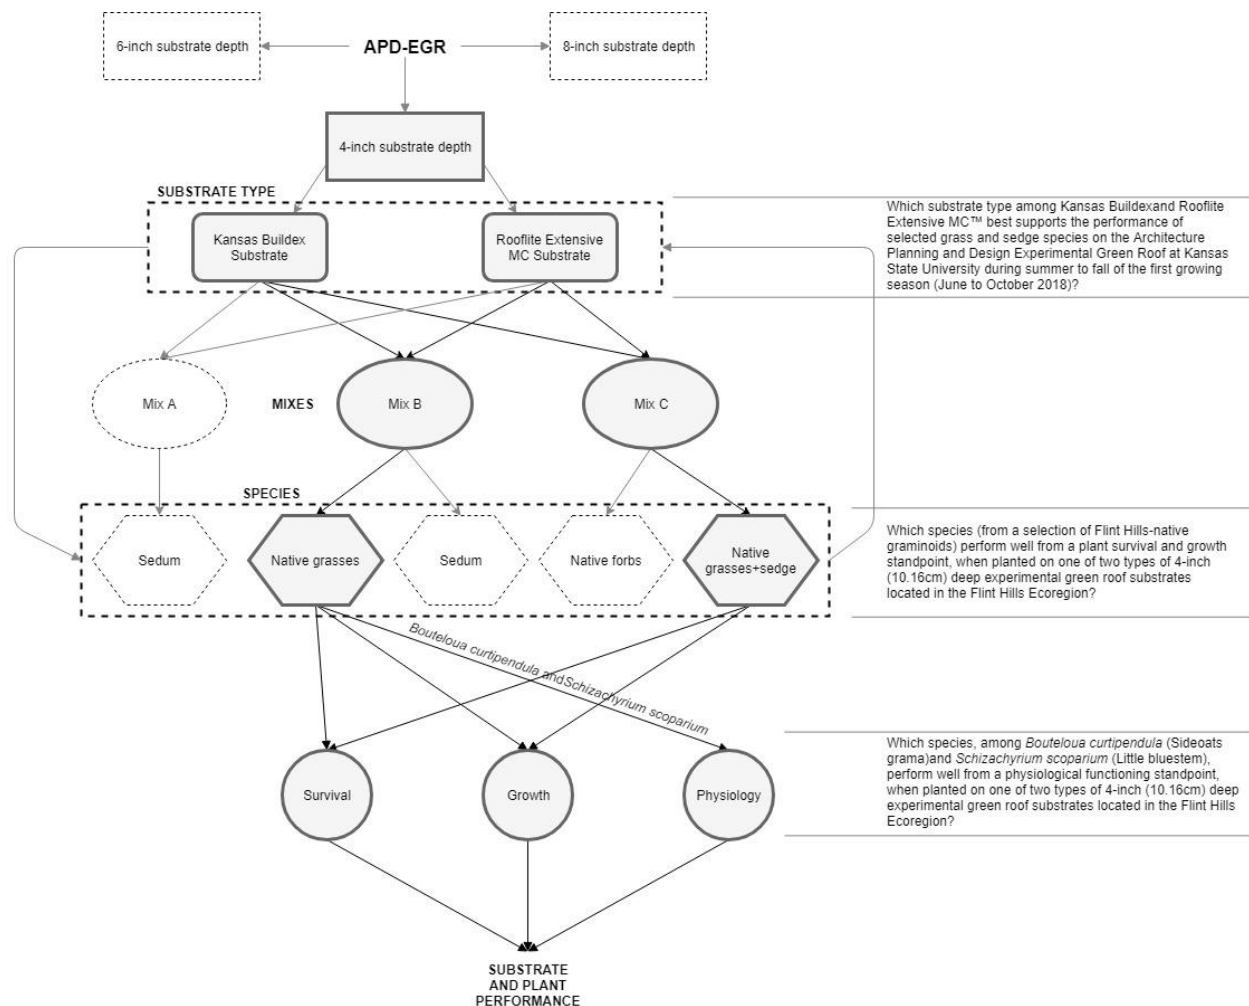 6-inch substrate depth
APD-EGR
8-inch substrate depth
4-inch substrate depth
SUBSTRATE TYPE
Kansas Buildex
Substrate
Rooflite Extensive
MC Substrate
Which substrate type among Kansas Buildexand Rooflite
Extensive MC™ best supports the performance of
selected grass and sedge species on the Architecture
Planning and Design Experimental Green Roof at Kansas
State University during summer to fall of the first growing
season (June to October 2018)?
Mix A
MIXES
Mix B
Mix C
SPECIES
Sedum
Native grasses
Sedum
Native forbs
Native
grasses+sedge
Which species (from a selection of Flint Hills-native
graminoids) perform well from a plant survival and growth
standpoint, when planted on one of two types of 4-inch
(10.16cm) deep experimental green roof substrates
located in the Flint Hills Ecoregion?
Bouteloua curtipendula andSchizachyrium scoparium
Survival
Growth
Physiology
Which species, among Bouteloua curtipendula (Sideoats
grama)and Schizachyrium scoparium (Little bluestem),
perform well from a physiological functioning standpoint,
when planted on one of two types of 4-inch (10.16cm) deep
experimental green roof substrates located in the Flint Hills
Ecoregion?
SUBSTRATE
AND PLANT
PERFORMANCE